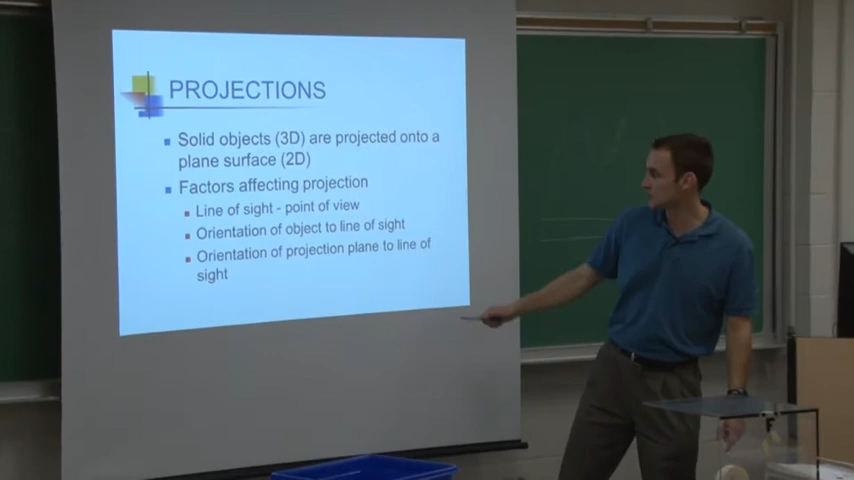 PROJECTIONS
Solid objects (3D) are projected onto a
plane surface (2D)
Factors affecting projection
Line of sight - point of view
Orientation of object to line of sight
Orientation of projection plane to line of
sight